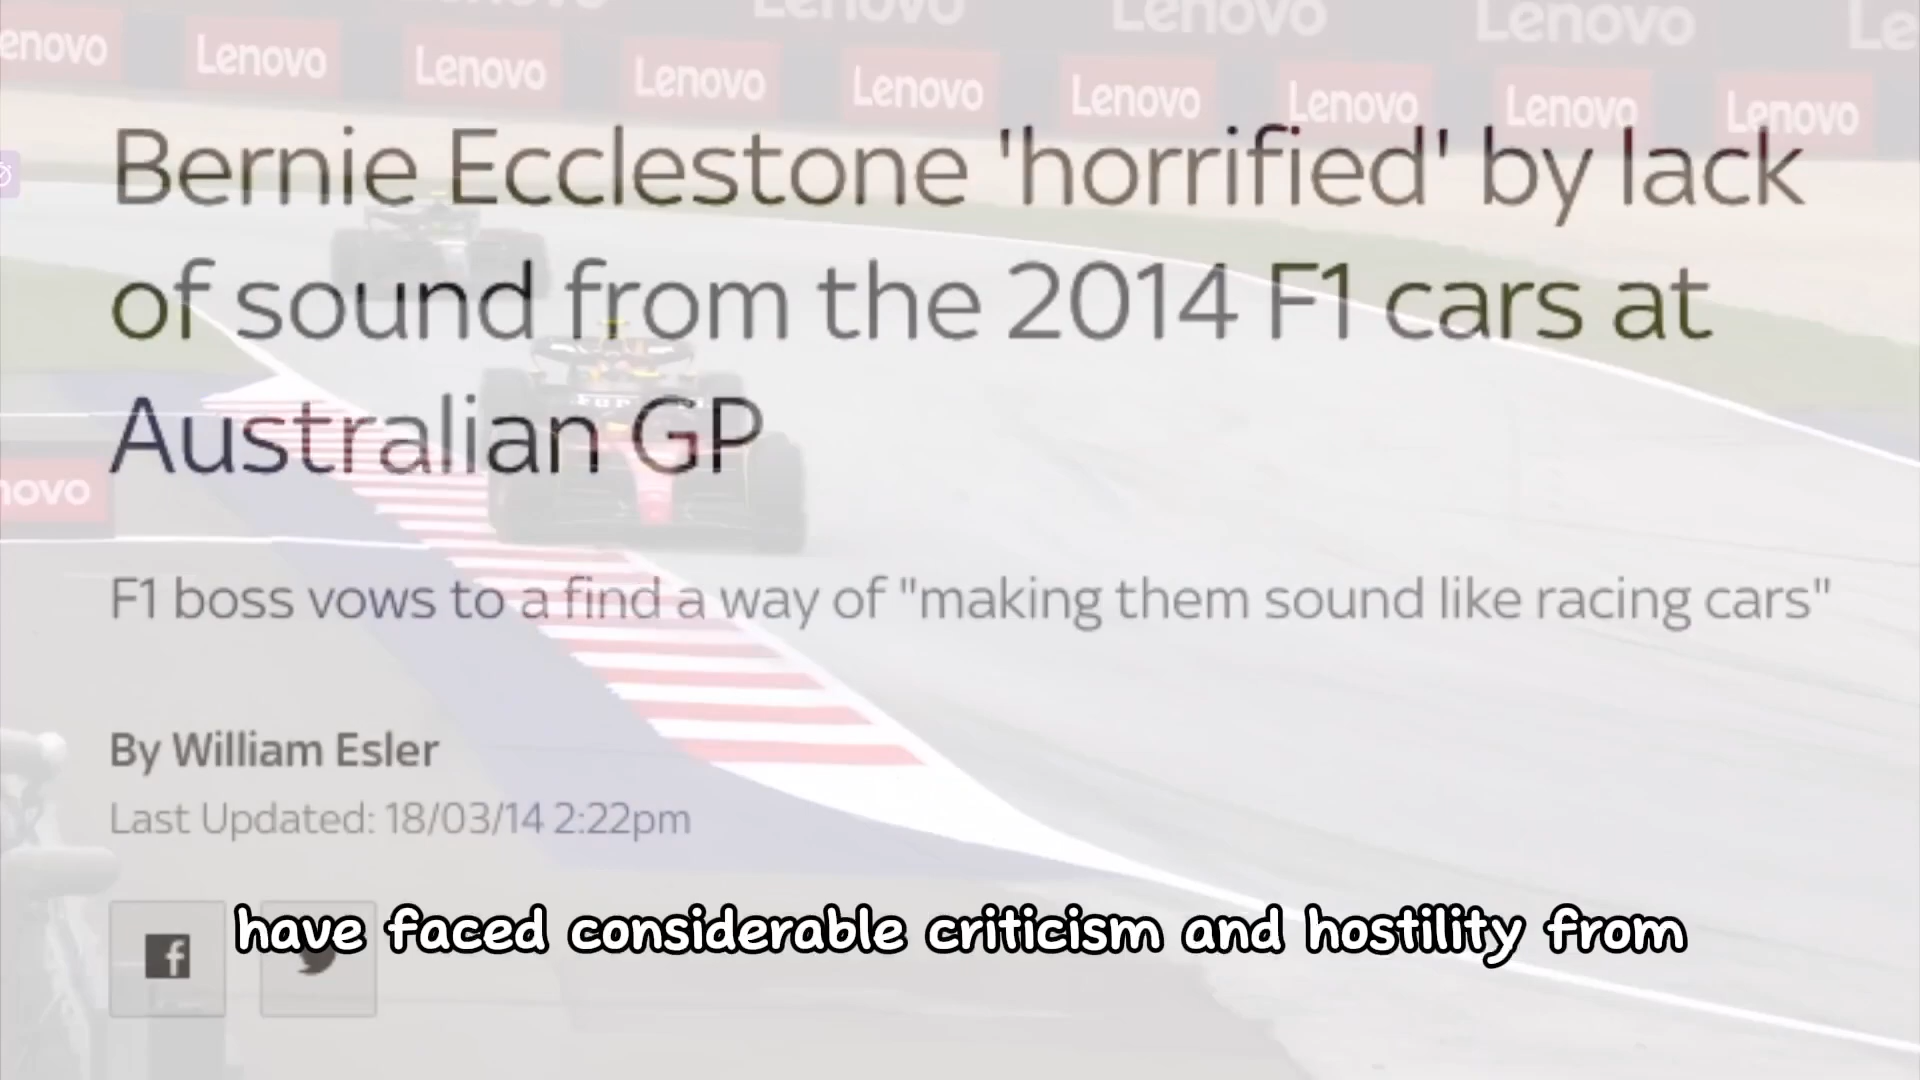 Lenovo Lenovo Lenovo
enovo Lenovo Lenovo Lenovo Lenovo Lenovo Lenovo Lenovo Lenovo
Bernie Ecclestone 'horrified' by lack
of sound from the 2014 F1 cars at
Australian GP
novo
F1 boss vows to a find a way of "making them sound like racing cars"
By William Esler
Last Updated: 18/03/14 2:22pm
have faced considerable criticism and hostility from